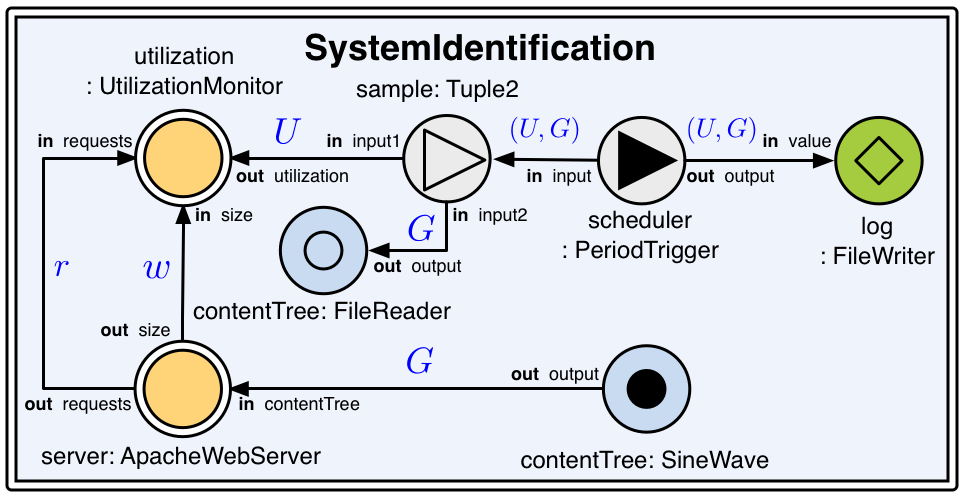 SystemIdentification
utilization
: UtilizationMonitor
sample: Tuple2
in requests
U
in input1
(U, G)
(U, G)
in value
out utilization
in input
out output
in size
in input2
scheduler
: PeriodTrigger
log
: FileWriter
G
out output
r
w
contentTree: FileReader
out size
G
out output
out requests
in contentTree
server: ApacheWebServer
contentTree: SineWave